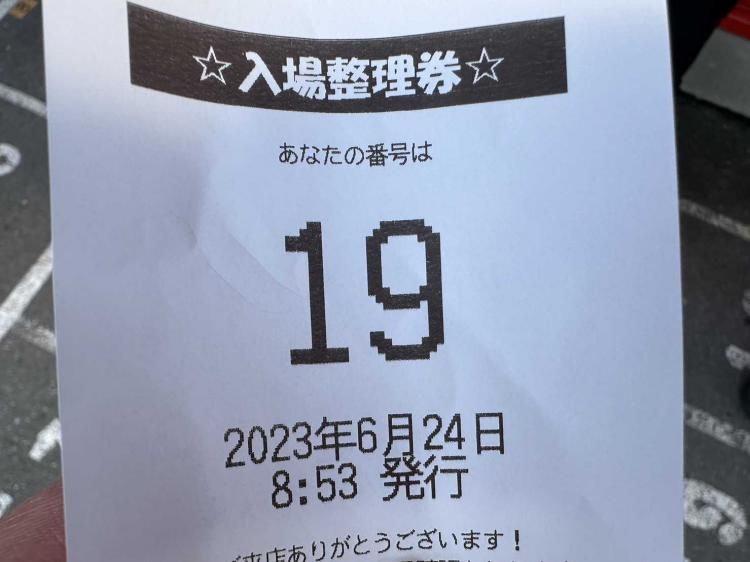 ☆入場整理券☆
あなたの番号は
19
2023年6月24日
8:53 発行
ご来店ありがとうございます!